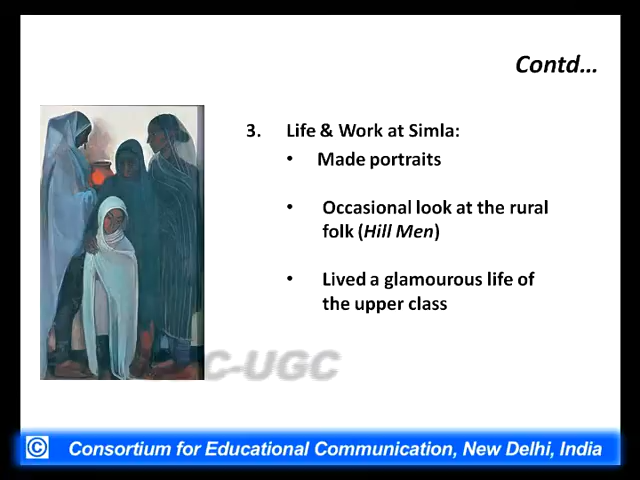 Contd…
3. Life & Work at Simla:
• Made portraits
• Occasional look at the rural
folk (Hill Men)
• Lived a glamourous life of
the upper class
C-UGC
© Consortium for Educational Communication, New Delhi, India